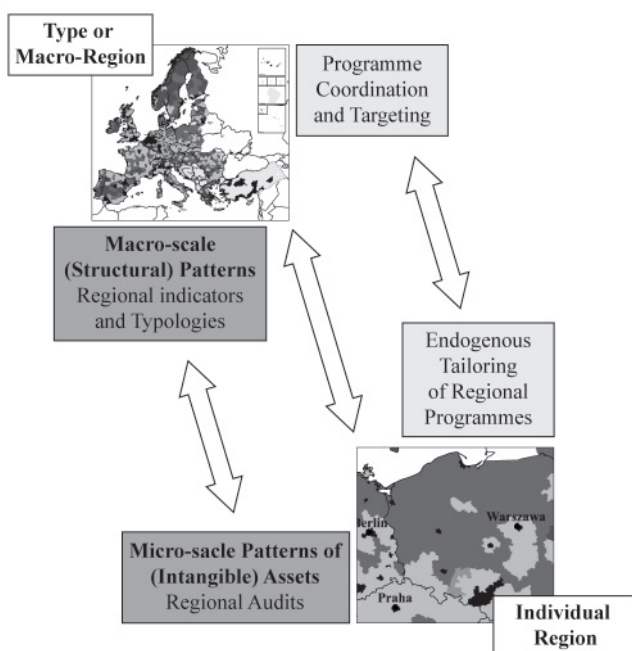 Type or
Macro-Region
Programme
Coordination
and Targeting
Macro-scale
(Structural) Patterns
Regional indicators
and Typologies
Endogenous
Tailoring
of Regional
Programmes
Berlin
Warszawa
Praha
Micro-sacle Patterns of
(Intangible) Assets
Regional Audits
Individual
Region